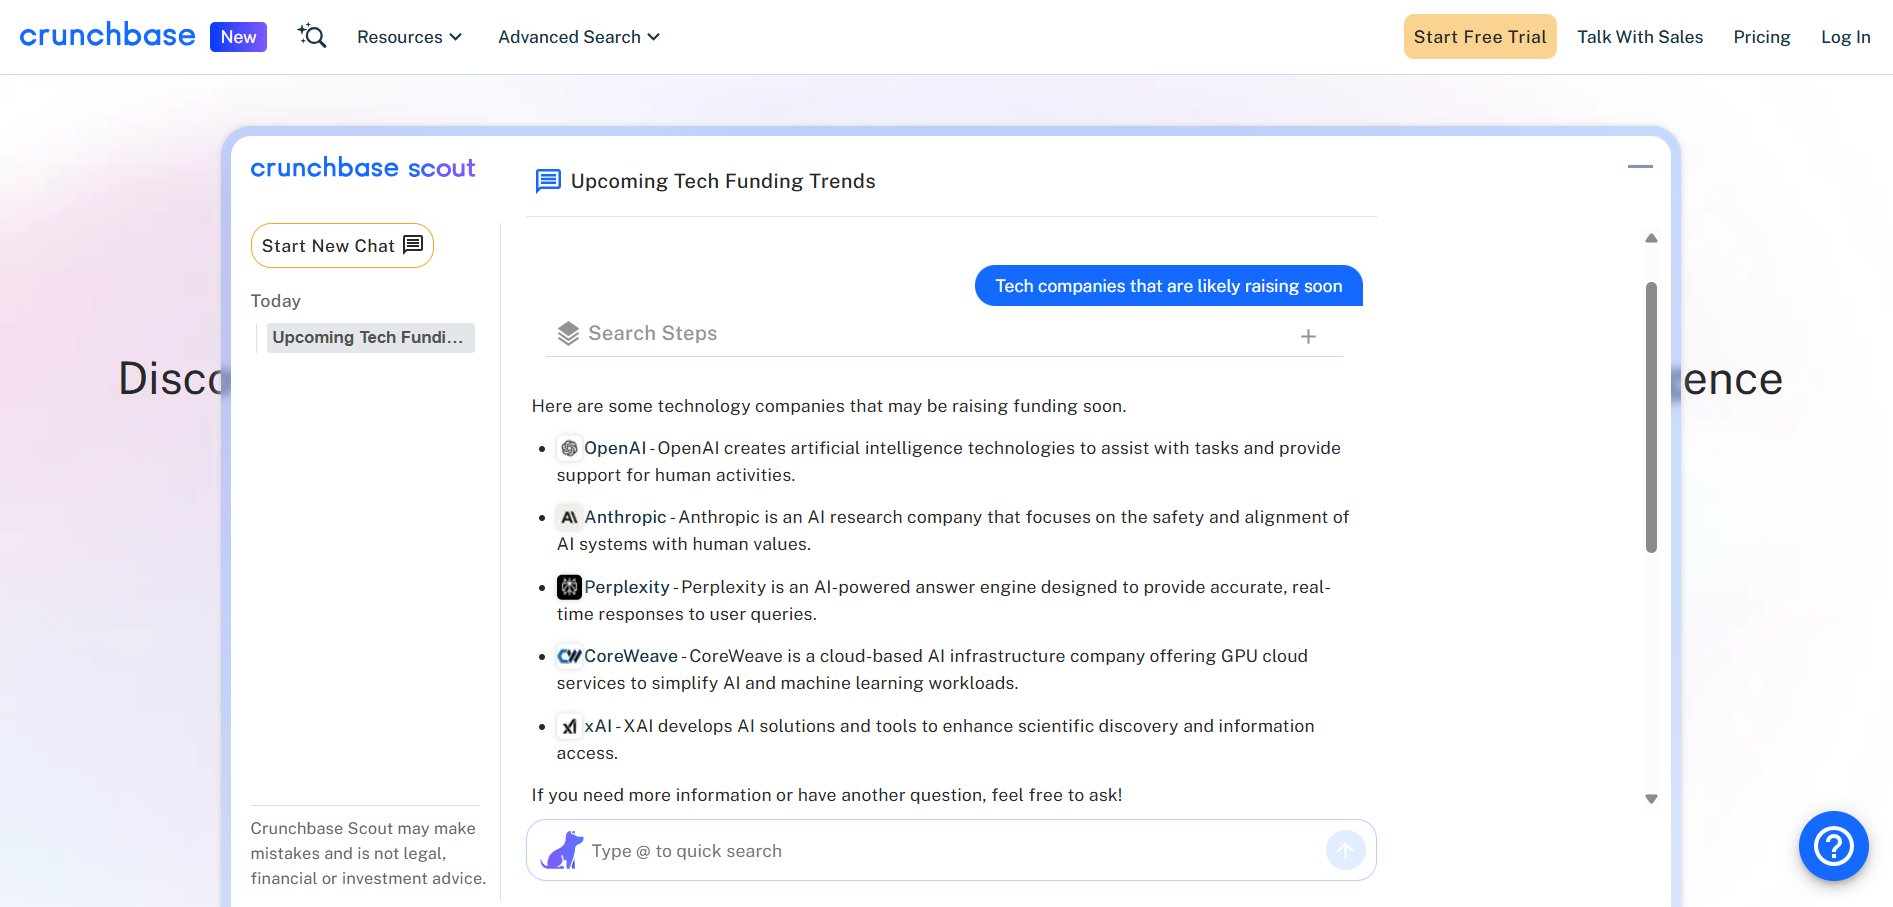 crunchbase New Resources Advanced Search Start Free Trial Talk With Sales Pricing Log In
crunchbase scout
Start New Chat
Today
Upcoming Tech Fundi...
Crunchbase Scout may make
mistakes and is not legal,
financial or investment advice.
Upcoming Tech Funding Trends
Tech companies that are likely raising soon
Search Steps
Here are some technology companies that may be raising funding soon.
• OpenAI - OpenAI creates artificial intelligence technologies to assist with tasks and provide
support for human activities.
• Anthropic - Anthropic is an AI research company that focuses on the safety and alignment of
AI systems with human values.
• Perplexity - Perplexity is an AI-powered answer engine designed to provide accurate, real-
time responses to user queries.
• CoreWeave - CoreWeave is a cloud-based AI infrastructure company offering GPU cloud
services to simplify AI and machine learning workloads.
• xAI - XAI develops AI solutions and tools to enhance scientific discovery and information
access.
If you need more information or have another question, feel free to ask!
Type @ to quick search